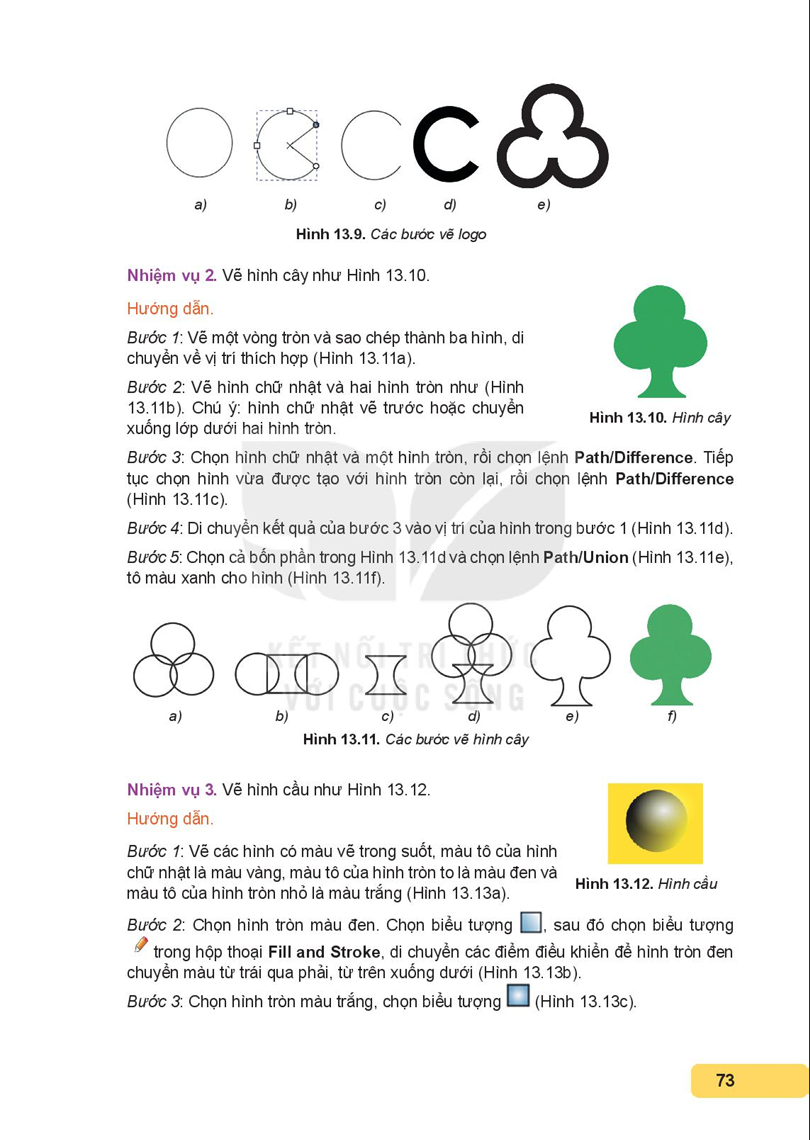 a) b) c) d) e)
Hình 13.9. Các bước vẽ logo
Nhiệm vụ 2. Vẽ hình cây như Hình 13.10.
Hướng dẫn.
Bước 1: Vẽ một vòng tròn và sao chép thành ba hình, di
chuyển về vị trí thích hợp (Hình 13.11a).
Bước 2: Vẽ hình chữ nhật và hai hình tròn như (Hình
13.11b). Chú ý: hình chữ nhật vẽ trước hoặc chuyển
xuống lớp dưới hai hình tròn.
Hình 13.10. Hình cây
Bước 3: Chọn hình chữ nhật và một hình tròn, rồi chọn lệnh Path/Difference. Tiếp
tục chọn hình vừa được tạo với hình tròn còn lại, rồi chọn lệnh Path/Difference
(Hình 13.11c).
Bước 4: Di chuyển kết quả của bước 3 vào vị trí của hình trong bước 1 (Hình 13.11d).
Bước 5: Chọn cả bốn phần trong Hình 13.11d và chọn lệnh Path/Union (Hình 13.11e),
tô màu xanh cho hình (Hình 13.11f).
KẾT NỐI TRI THỨC
VỚI CUỘC SỐNG
a) b) c) d) e) f)
Hình 13.11. Các bước vẽ hình cây
Nhiệm vụ 3. Vẽ hình cầu như Hình 13.12.
Hướng dẫn.
Bước 1: Vẽ các hình có màu vẽ trong suốt, màu tô của hình
chữ nhật là màu vàng, màu tô của hình tròn to là màu đen và
màu tô của hình tròn nhỏ là màu trắng (Hình 13.13a).
Hình 13.12. Hình cầu
Bước 2: Chọn hình tròn màu đen. Chọn biểu tượng , sau đó chọn biểu tượng
trong hộp thoại Fill and Stroke, di chuyển các điểm điều khiển để hình tròn đen
chuyển màu từ trái qua phải, từ trên xuống dưới (Hình 13.13b).
Bước 3: Chọn hình tròn màu trắng, chọn biểu tượng (Hình 13.13c).
73